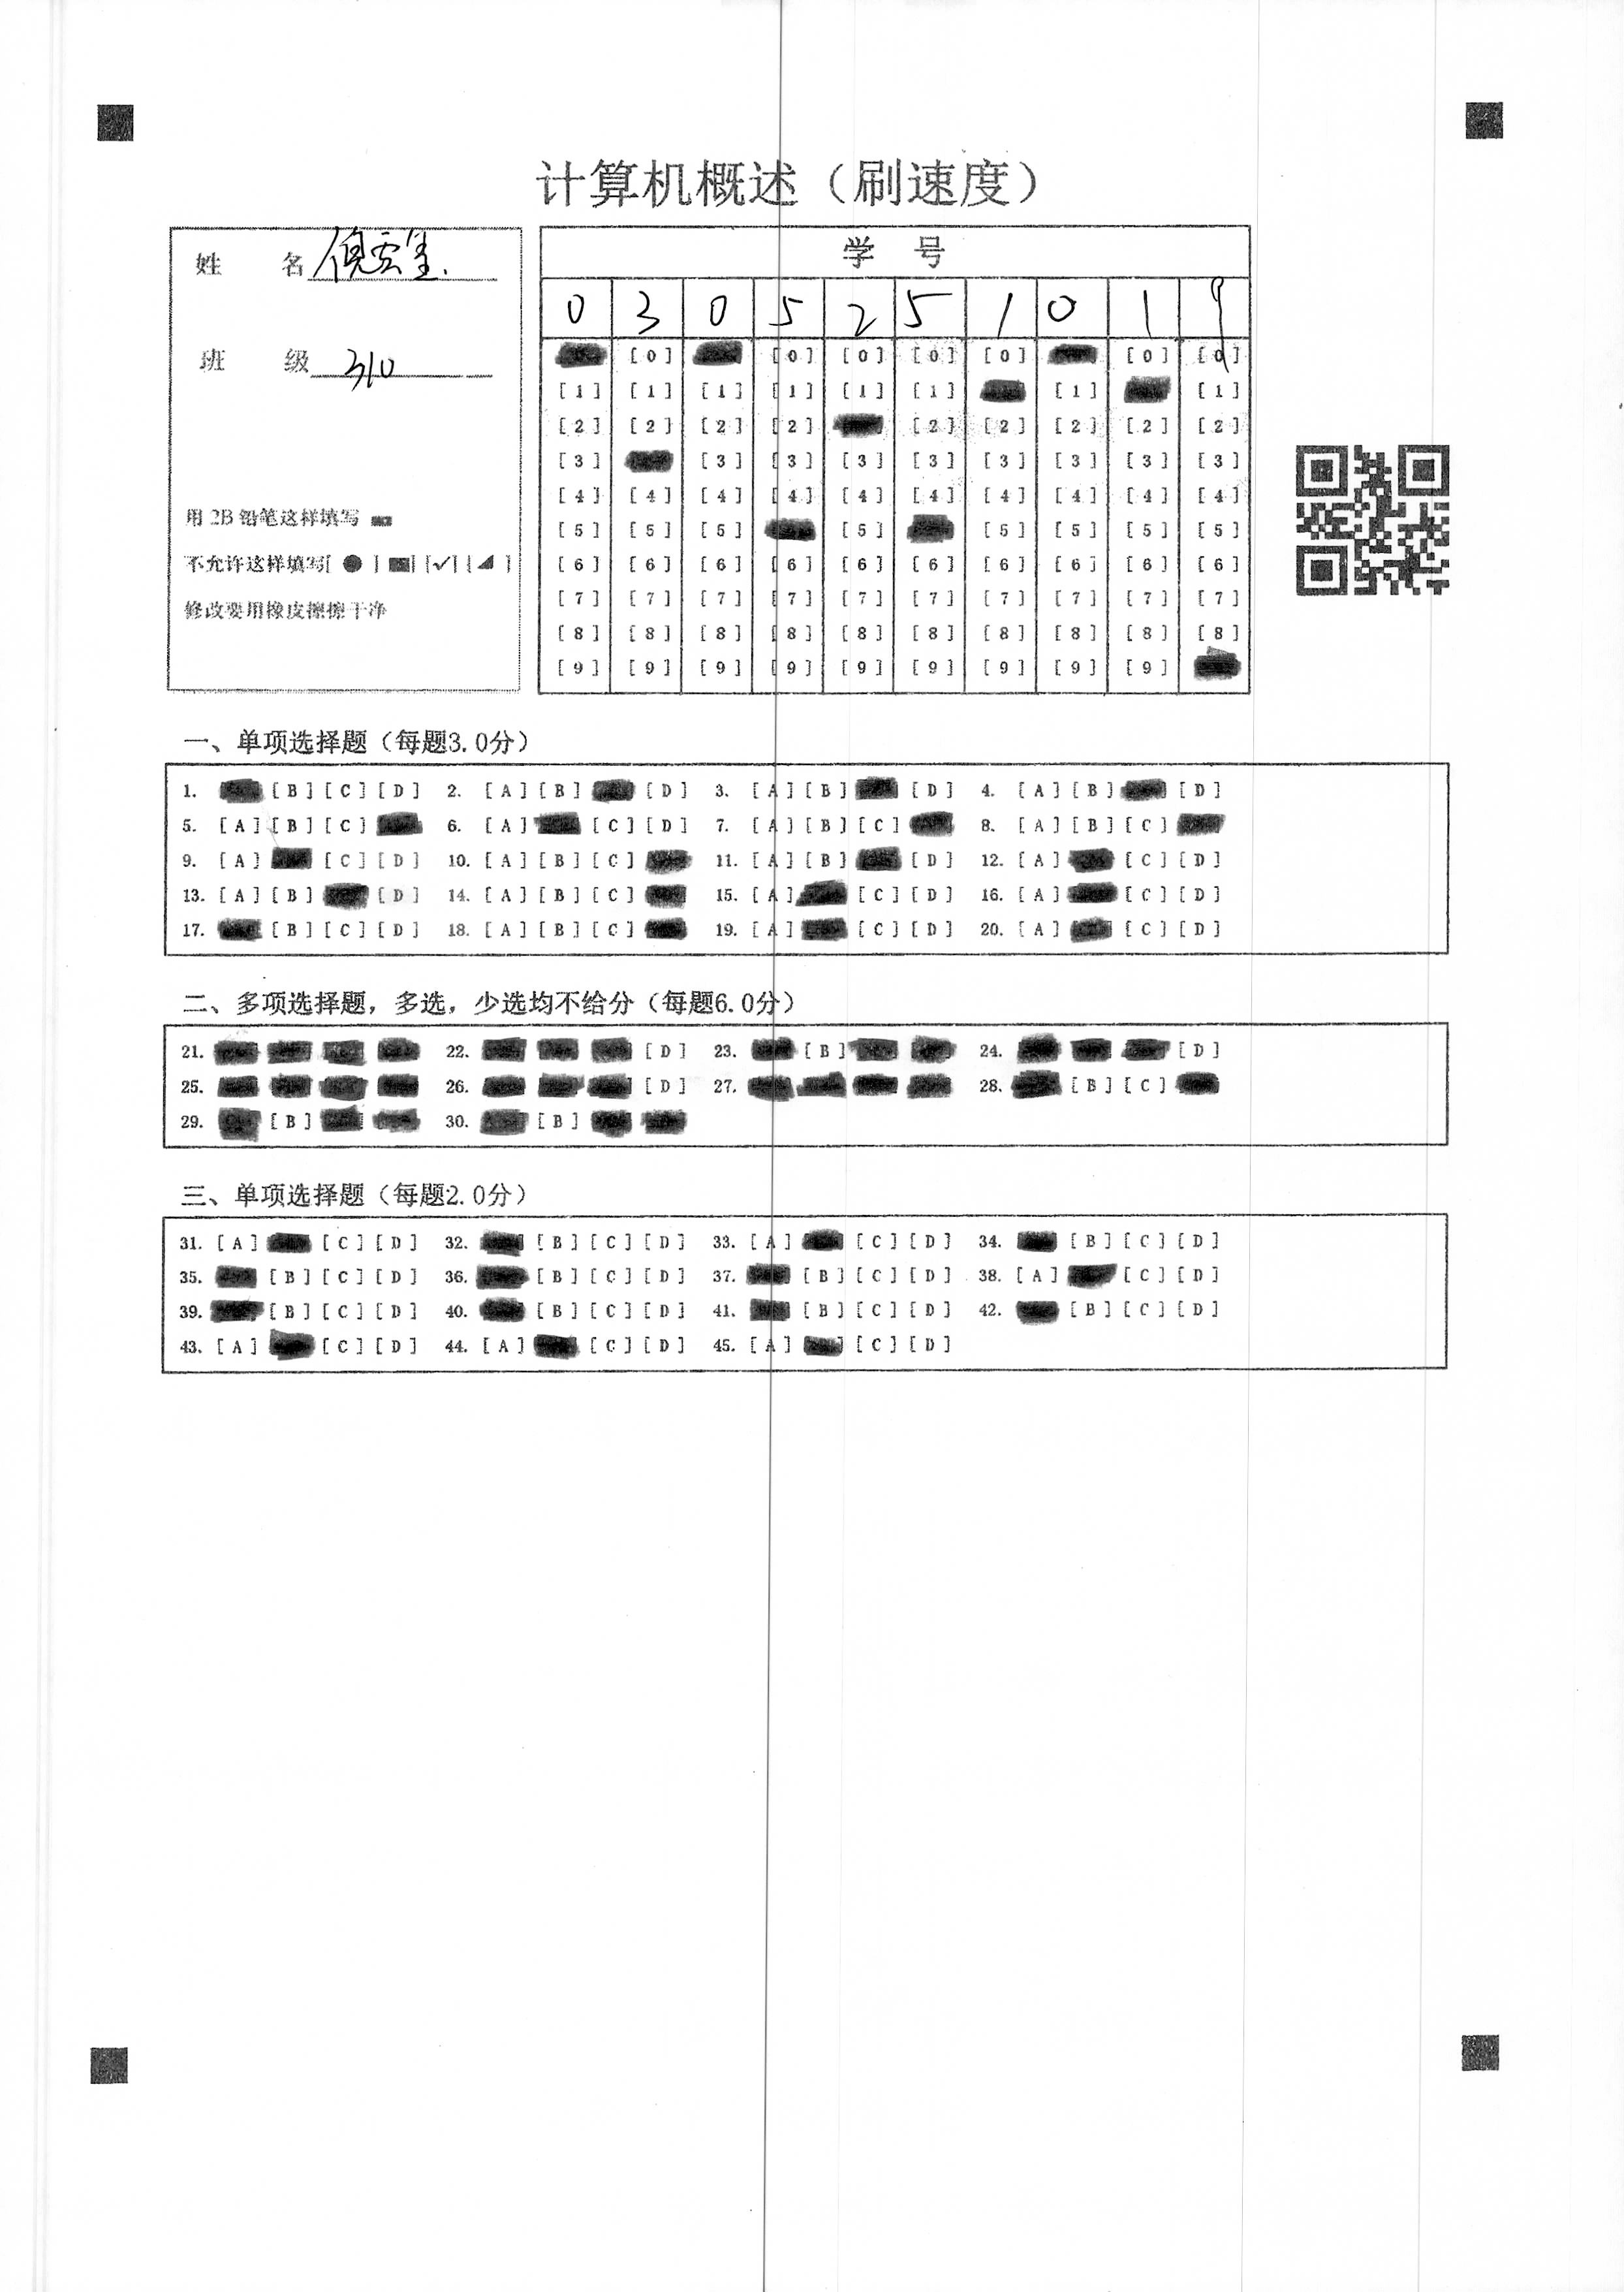 计算机概述（刷速度）
姓 名 倪
班 级 310
用 2B 铅笔这样填写
不允许这样填写[ ● ] [■] [✓] [◢]
修改要用橡皮擦擦干净
学 号
0 3 0 5 2 5 1 0 1 9
[0] [0] [0] [0] [0] [0] [0]
[1] [1] [1] [1] [1] [1] [1] [1]
[2] [2] [2] [2] [2] [2] [2] [2] [2]
[3] [3] [3] [3] [3] [3] [3] [3] [3]
[4] [4] [4] [4] [4] [4] [4] [4] [4] [4]
[5] [5] [5] [5] [5] [5] [5] [5]
[6] [6] [6] [6] [6] [6] [6] [6] [6] [6]
[7] [7] [7] [7] [7] [7] [7] [7] [7] [7]
[8] [8] [8] [8] [8] [8] [8] [8] [8] [8]
[9] [9] [9] [9] [9] [9] [9] [9] [9]
一、单项选择题（每题3.0分）
1. [B] [C] [D] 2. [A] [B] [D] 3. [A] [B] [D] 4. [A] [B] [D]
5. [A] [B] [C] 6. [A] [C] [D] 7. [A] [B] [C] 8. [A] [B] [C]
9. [A] [C] [D] 10. [A] [B] [C] 11. [A] [B] [D] 12. [A] [C] [D]
13. [A] [B] [D] 14. [A] [B] [C] 15. [A] [C] [D] 16. [A] [C] [D]
17. [B] [C] [D] 18. [A] [B] [C] 19. [A] [C] [D] 20. [A] [C] [D]
二、多项选择题，多选，少选均不给分（每题6.0分）
21. 22. [D] 23. [B] 24. [D]
25. 26. [D] 27. 28. [B] [C]
29. [B] 30. [B]
三、单项选择题（每题2.0分）
31. [A] [C] [D] 32. [B] [C] [D] 33. [A] [C] [D] 34. [B] [C] [D]
35. [B] [C] [D] 36. [B] [C] [D] 37. [B] [C] [D] 38. [A] [C] [D]
39. [B] [C] [D] 40. [B] [C] [D] 41. [B] [C] [D] 42. [B] [C] [D]
43. [A] [C] [D] 44. [A] [C] [D] 45. [A] [C] [D]